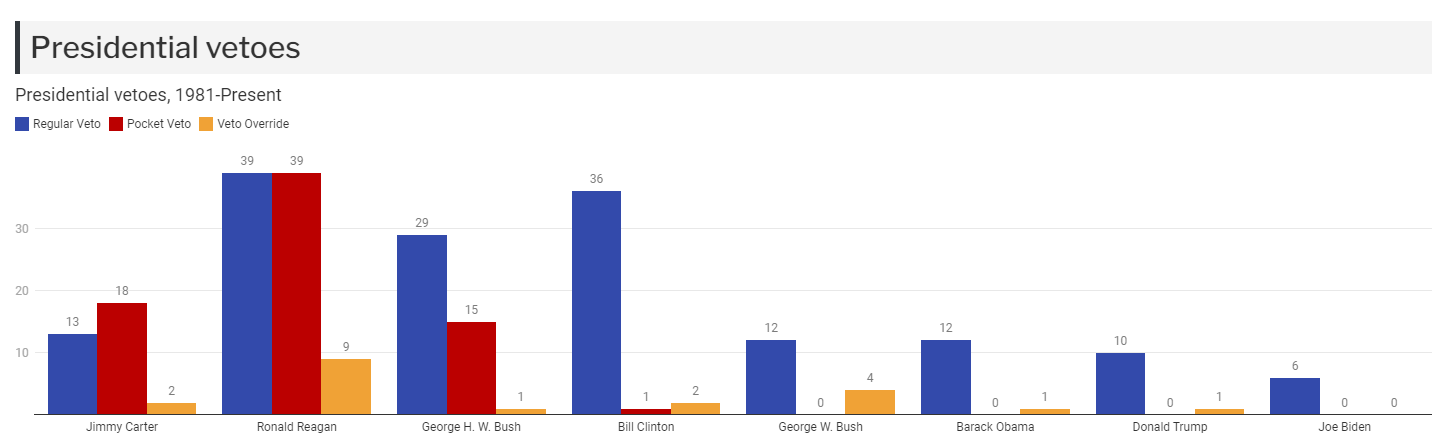 Presidential vetoes
Presidential vetoes, 1981-Present
Regular Veto Pocket Veto Veto Override
39 39
36
29
30
20
18
15
13
12 12
10
10
9
6
4
2 1 2 1 1
1 0 0 0 0 0
Jimmy Carter Ronald Reagan George H. W. Bush Bill Clinton George W. Bush Barack Obama Donald Trump Joe Biden